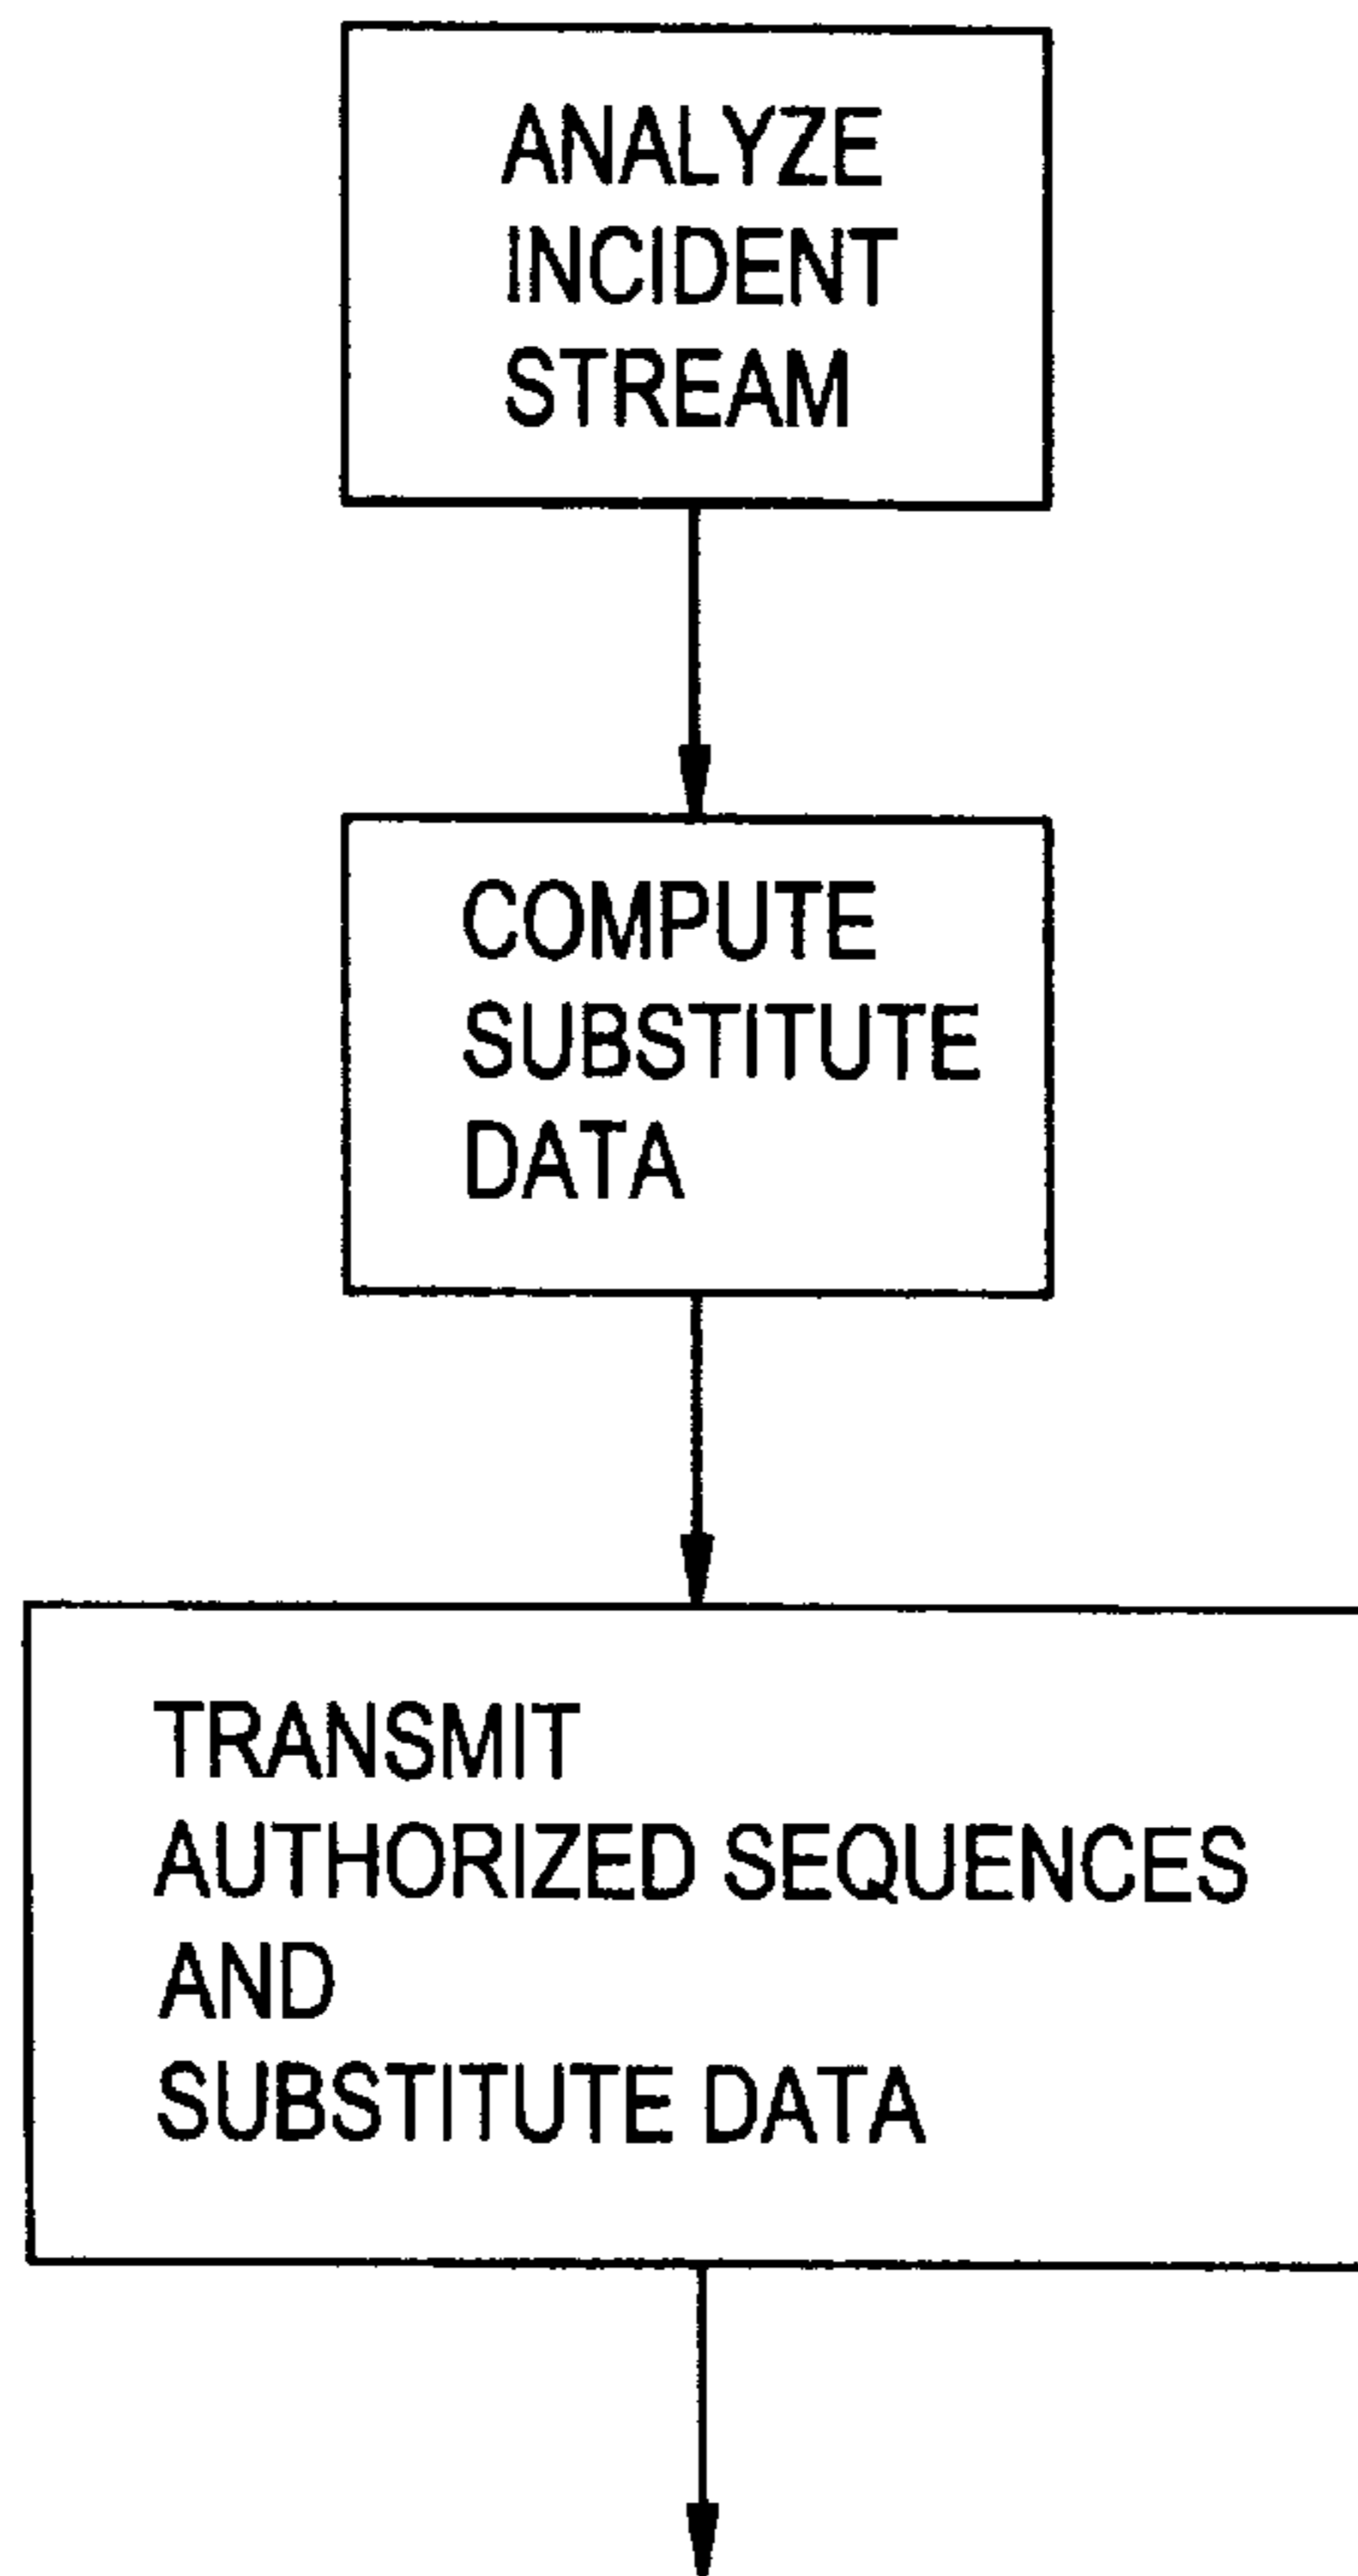 ANALYZE
INCIDENT
STREAM
COMPUTE
SUBSTITUTE
DATA
TRANSMIT
AUTHORIZED SEQUENCES
AND
SUBSTITUTE DATA